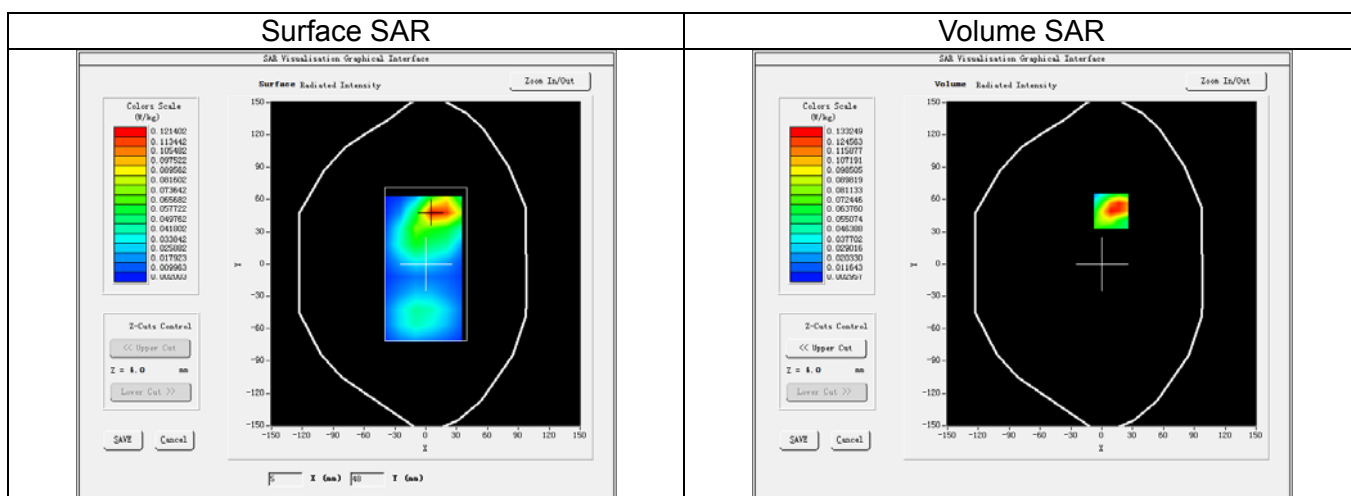 Surface SAR
Volume SAR
SAR Visualisation Graphical Interface
Surface Radiated Intensity
Zoom In/Out
Colors Scale
(W/kg)
0.121402
0.113442
0.105482
0.097522
0.089562
0.081602
0.073642
0.065682
0.057722
0.049762
0.041802
0.033842
0.025882
0.017923
0.009963
0.002003
150
120
90
60
30
0
-30
-60
-90
-120
-150
Y
-150 -120 -90 -60 -30 0 30 60 90 120 150
X
Z-Cuts Control
<< Upper Cut
Z = 4.0 mm
Lower Cut >>
SAVE Cancel
5 X (mm) 48 Y (mm)
SAR Visualisation Graphical Interface
Volume Radiated Intensity
Zoom In/Out
Colors Scale
(W/kg)
0.133249
0.124563
0.115877
0.107191
0.098505
0.089819
0.081133
0.072446
0.063760
0.055074
0.046388
0.037702
0.029016
0.020330
0.011643
0.002957
150
120
90
60
30
0
-30
-60
-90
-120
-150
Y
-150 -120 -90 -60 -30 0 30 60 90 120 150
X
Z-Cuts Control
<< Upper Cut
Z = 4.0 mm
Lower Cut >>
SAVE Cancel